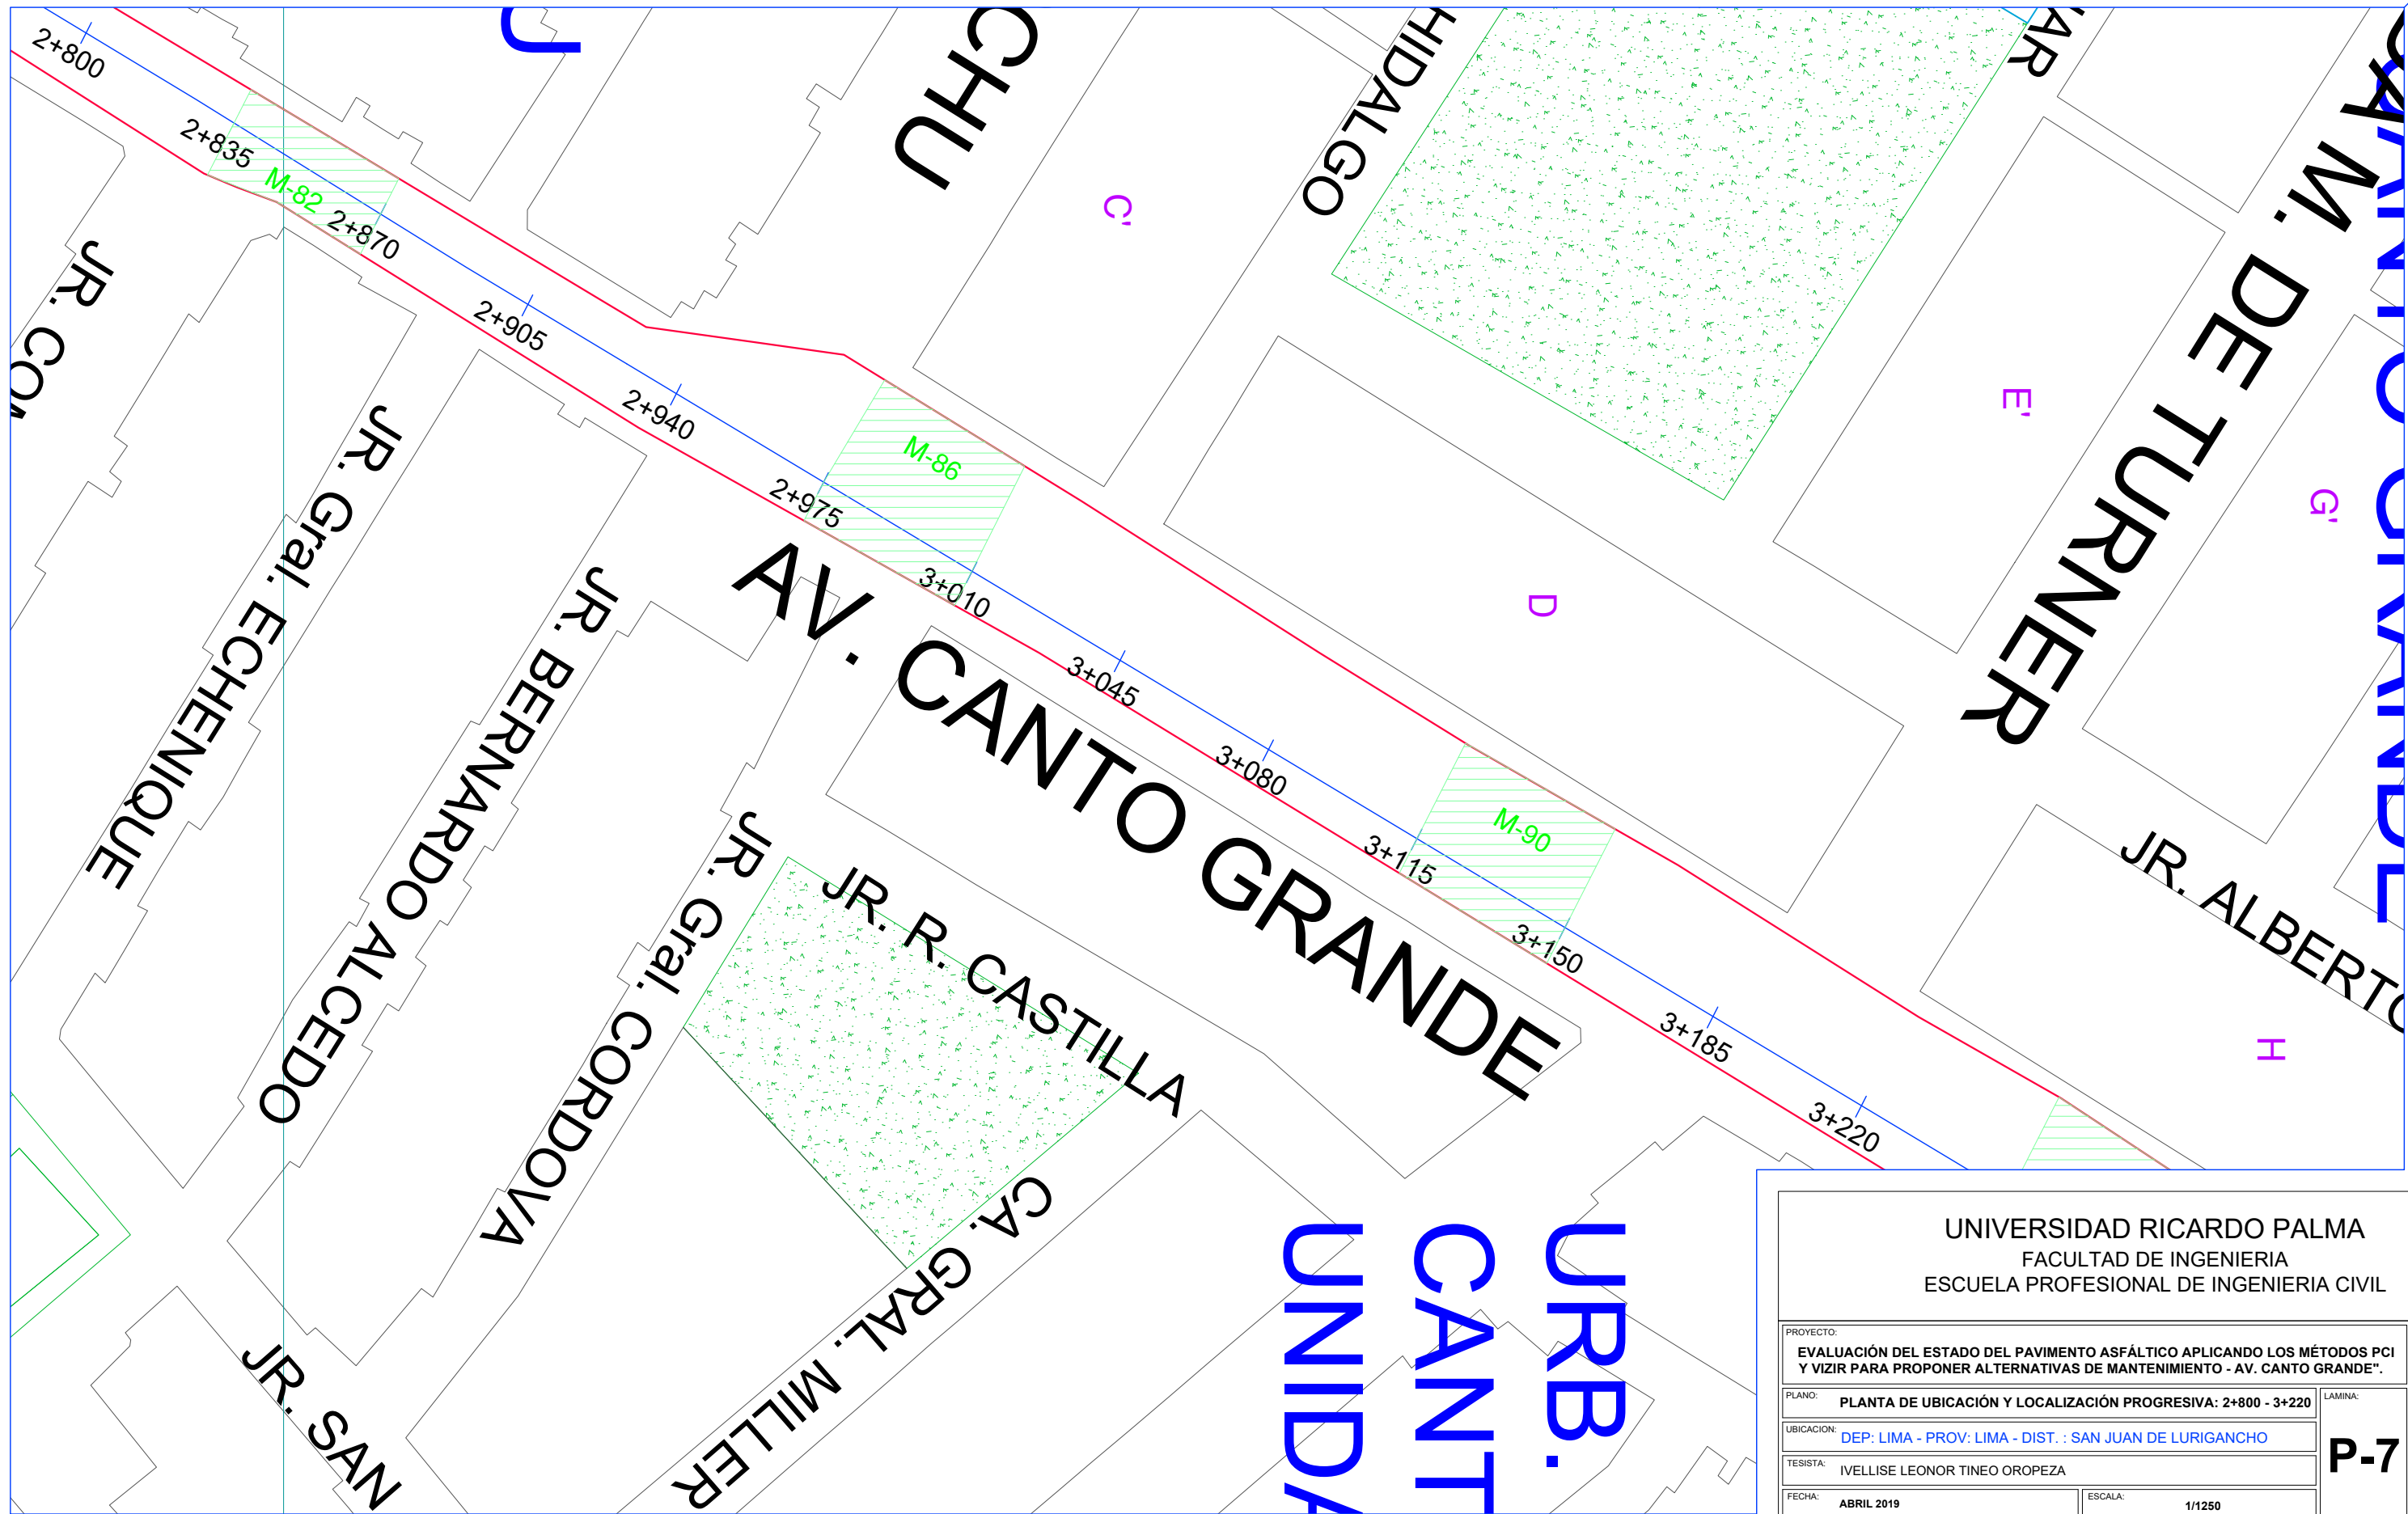 2+800
2+835
M-82
2+870
2+905
2+940
2+975
M-86
3+010
3+045
3+080
3+115
M-90
3+150
3+185
3+220
CHU
HIDALGO
C'
D
E'
G'
H
M. DE TURNER
JR. ALBERTO
CANTO GRANDE
AV. CANTO GRANDE
JR. Gral. ECHENIQUE
JR. BERNARDO ALCEDO
JR. Gral. CORDOVA
JR. R. CASTILLA
CA. GRAL. MILLER
JR. SAN
JR. COM
URB.
CANT
UNIDA
UNIVERSIDAD RICARDO PALMA
FACULTAD DE INGENIERIA
ESCUELA PROFESIONAL DE INGENIERIA CIVIL
PROYECTO:
EVALUACIÓN DEL ESTADO DEL PAVIMENTO ASFÁLTICO APLICANDO LOS MÉTODOS PCI
Y VIZIR PARA PROPONER ALTERNATIVAS DE MANTENIMIENTO - AV. CANTO GRANDE".
PLANO: PLANTA DE UBICACIÓN Y LOCALIZACIÓN PROGRESIVA: 2+800 - 3+220
LAMINA:
P-7
UBICACION: DEP: LIMA - PROV: LIMA - DIST. : SAN JUAN DE LURIGANCHO
TESISTA: IVELLISE LEONOR TINEO OROPEZA
FECHA: ABRIL 2019
ESCALA: 1/1250